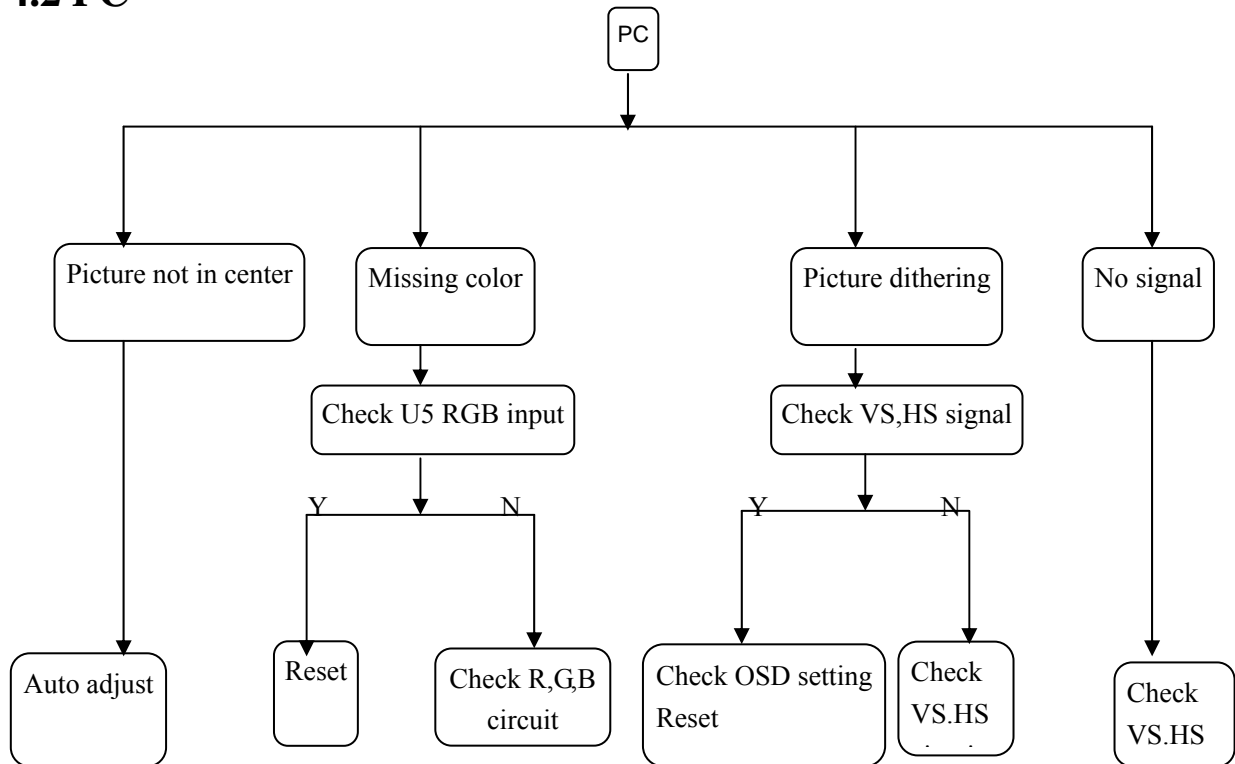 PC
Picture not in center
Missing color
Picture dithering
No signal
Check U5 RGB input
Check VS,HS signal
Y
N
Y
N
Auto adjust
Reset
Check R,G,B
circuit
Check OSD setting
Reset
Check
VS.HS
Check
VS.HS